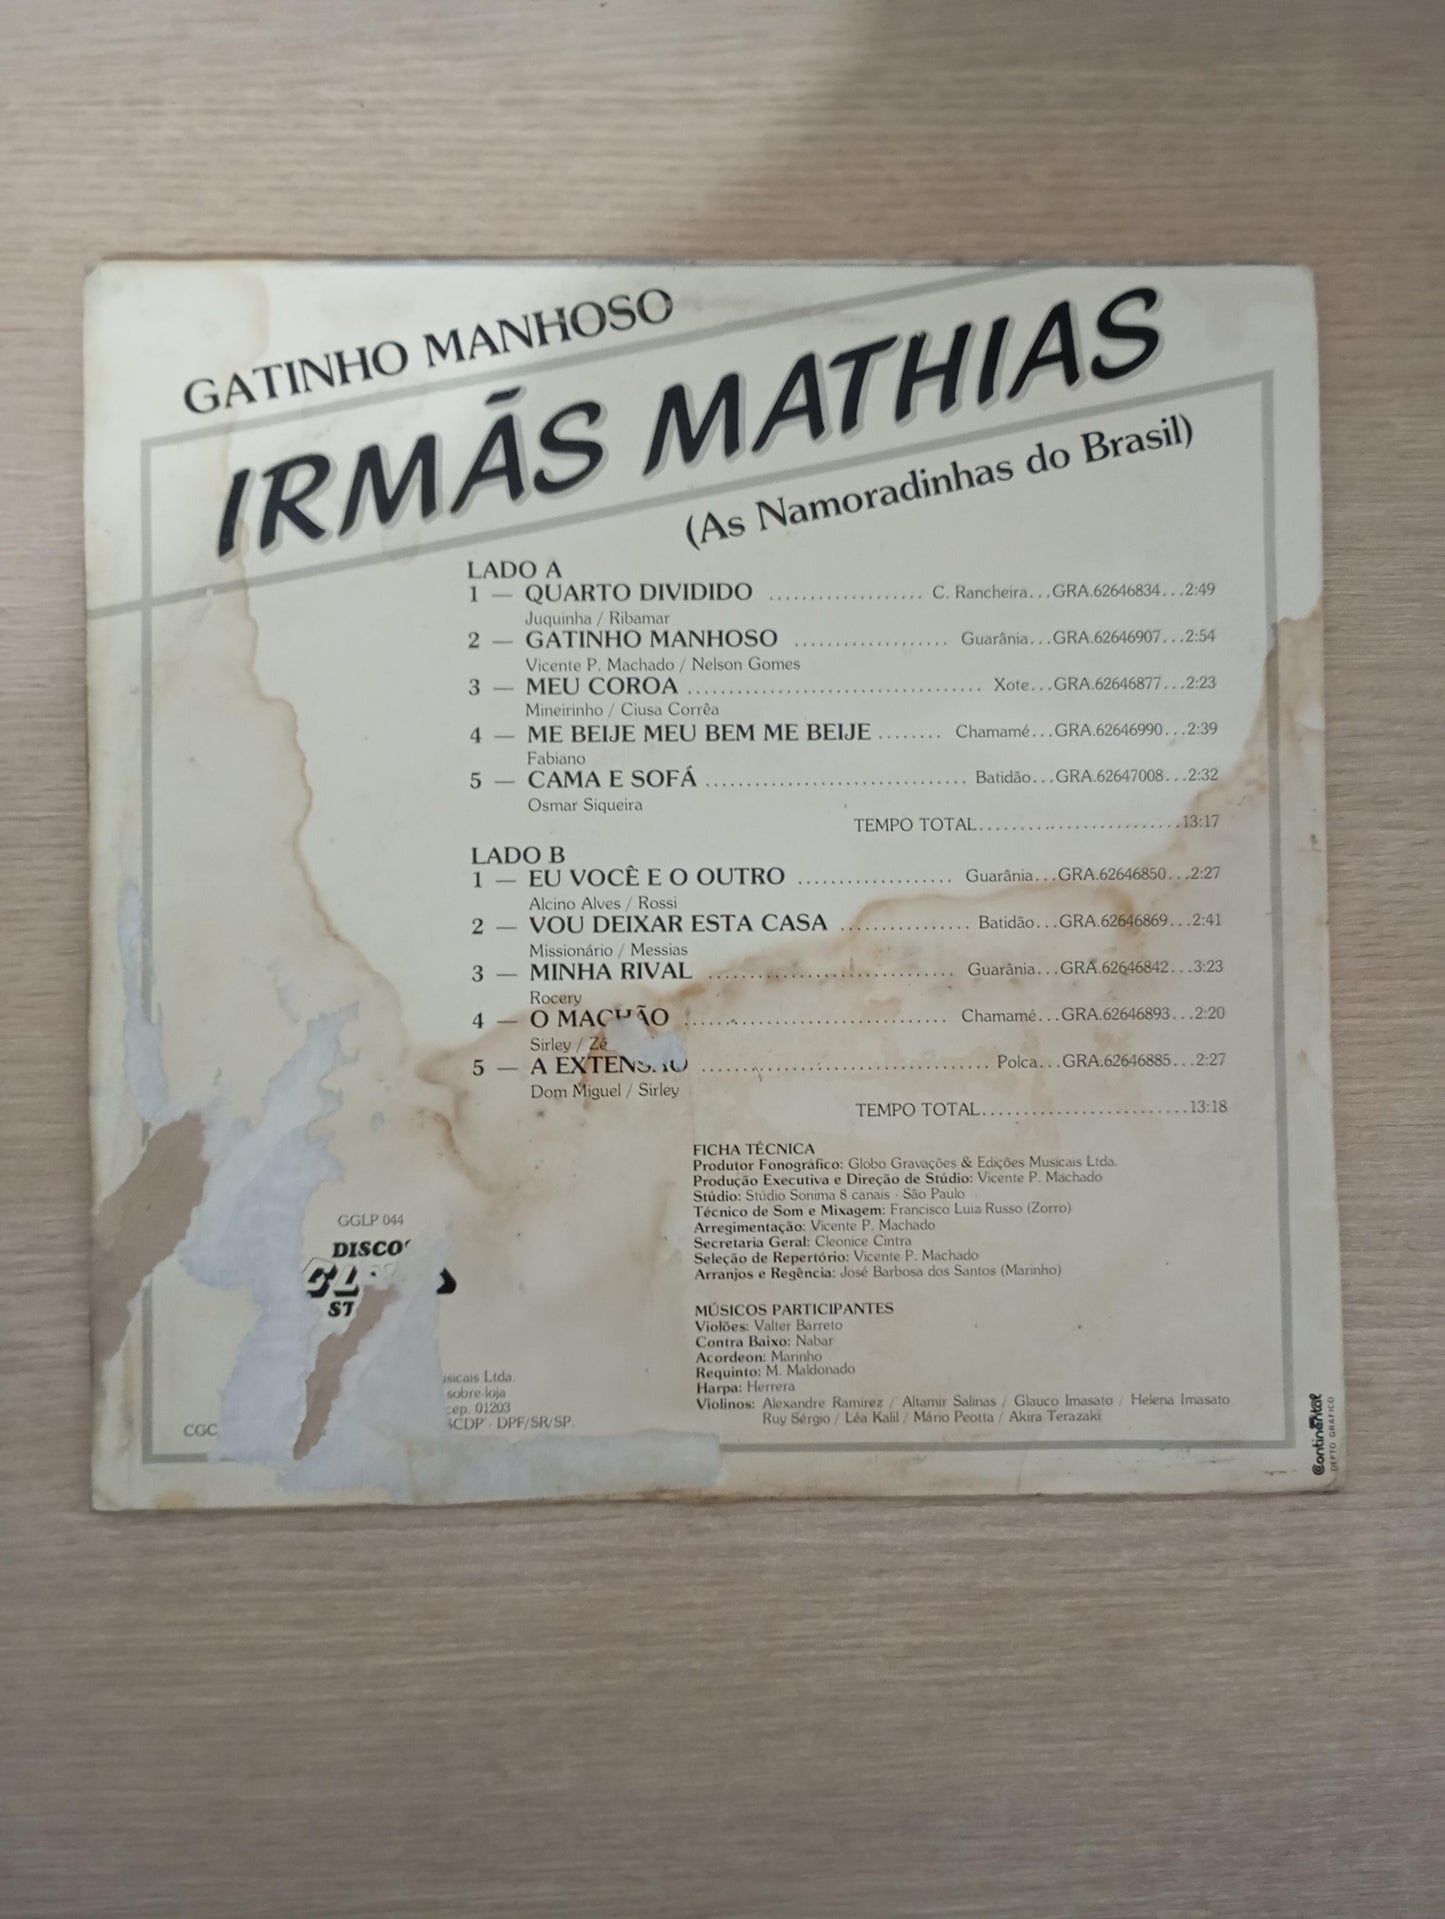 GATINHO MANHOSO
IRMÃS MATHIAS
(As Namoradinhas do Brasil)
LADO A
1 — QUARTO DIVIDIDO ................... C. Rancheira...GRA.62646834...2:49
Juquinha / Ribamar
2 — GATINHO MANHOSO ................... Guarânia...GRA.62646907...2:54
Vicente P. Machado / Nelson Gomes
3 — MEU COROA .................................... Xote...GRA.62646877...2:23
Mineirinho / Ciusa Corrêa
4 — ME BEIJE MEU BEM ME BEIJE ........ Chamamé...GRA.62646990...2:39
Fabiano
5 — CAMA E SOFÁ ................................ Batidão...GRA.62647008...2:32
Osmar Siqueira
TEMPO TOTAL.........................13:17
LADO B
1 — EU VOCÊ E O OUTRO ................... Guarânia...GRA.62646850...2:27
Alcino Alves / Rossi
2 — VOU DEIXAR ESTA CASA ................ Batidão...GRA.62646869...2:41
Missionário / Messias
3 — MINHA RIVAL .............................. Guarânia...GRA.62646842...3:23
Rocery
4 — O MACHÃO ................................ Chamamé...GRA.62646893...2:20
Sirley / Zé
5 — A EXTENSÃO ................................... Polca...GRA.62646885...2:27
Dom Miguel / Sirley
TEMPO TOTAL.........................13:18
FICHA TÉCNICA
Produtor Fonográfico: Globo Gravações & Edições Musicais Ltda.
Produção Executiva e Direção de Stúdio: Vicente P. Machado
Stúdio: Stúdio Sonima 8 canais - São Paulo
Técnico de Som e Mixagem: Francisco Luiz Russo (Zorro)
Arregimentação: Vicente P. Machado
Secretaria Geral: Cleonice Cintra
Seleção de Repertório: Vicente P. Machado
Arranjos e Regência: José Barbosa dos Santos (Marinho)
MÚSICOS PARTICIPANTES
Violões: Valter Barreto
Contra Baixo: Nabar
Acordeon: Marinho
Requinto: M. Maldonado
Harpa: Herrera
Violinos: Alexandre Ramirez / Altamir Salinas / Glauco Imasato / Helena Imasato
Ruy Sérgio / Léa Kalil / Mário Peotta / Akira Terazaki
GGLP 044
DISCOS
usicais Ltda.
sobre-loja
cep. 01203
CGC SCDP - DPF/SR/SP.
Continental
DEPTO GRÁFICO